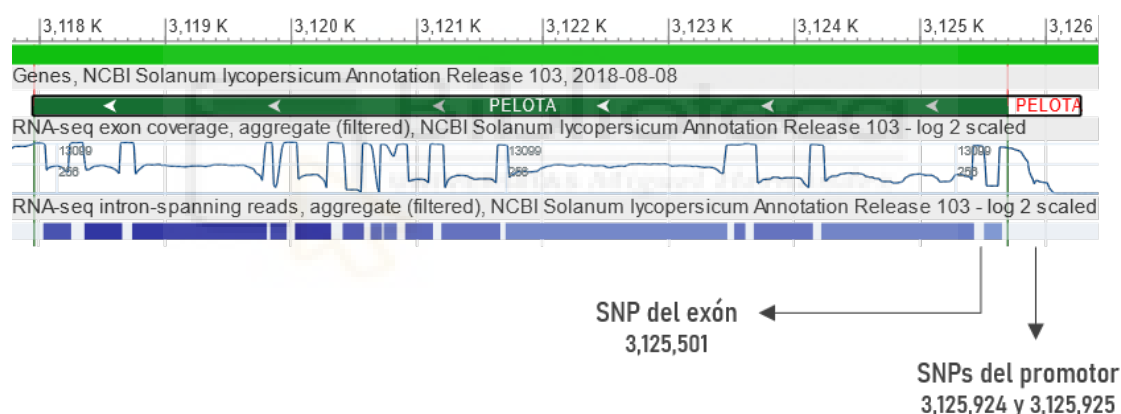 3,118 K 3,119 K 3,120 K 3,121 K 3,122 K 3,123 K 3,124 K 3,125 K 3,126
Genes, NCBI Solanum lycopersicum Annotation Release 103, 2018-08-08
PELOTA PELOTA
RNA-seq exon coverage, aggregate (filtered), NCBI Solanum lycopersicum Annotation Release 103 - log 2 scaled
13099 13099 13099
256 256 256
RNA-seq intron-spanning reads, aggregate (filtered), NCBI Solanum lycopersicum Annotation Release 103 - log 2 scaled
SNP del exón
3,125,501
SNPs del promotor
3,125,924 y 3,125,925